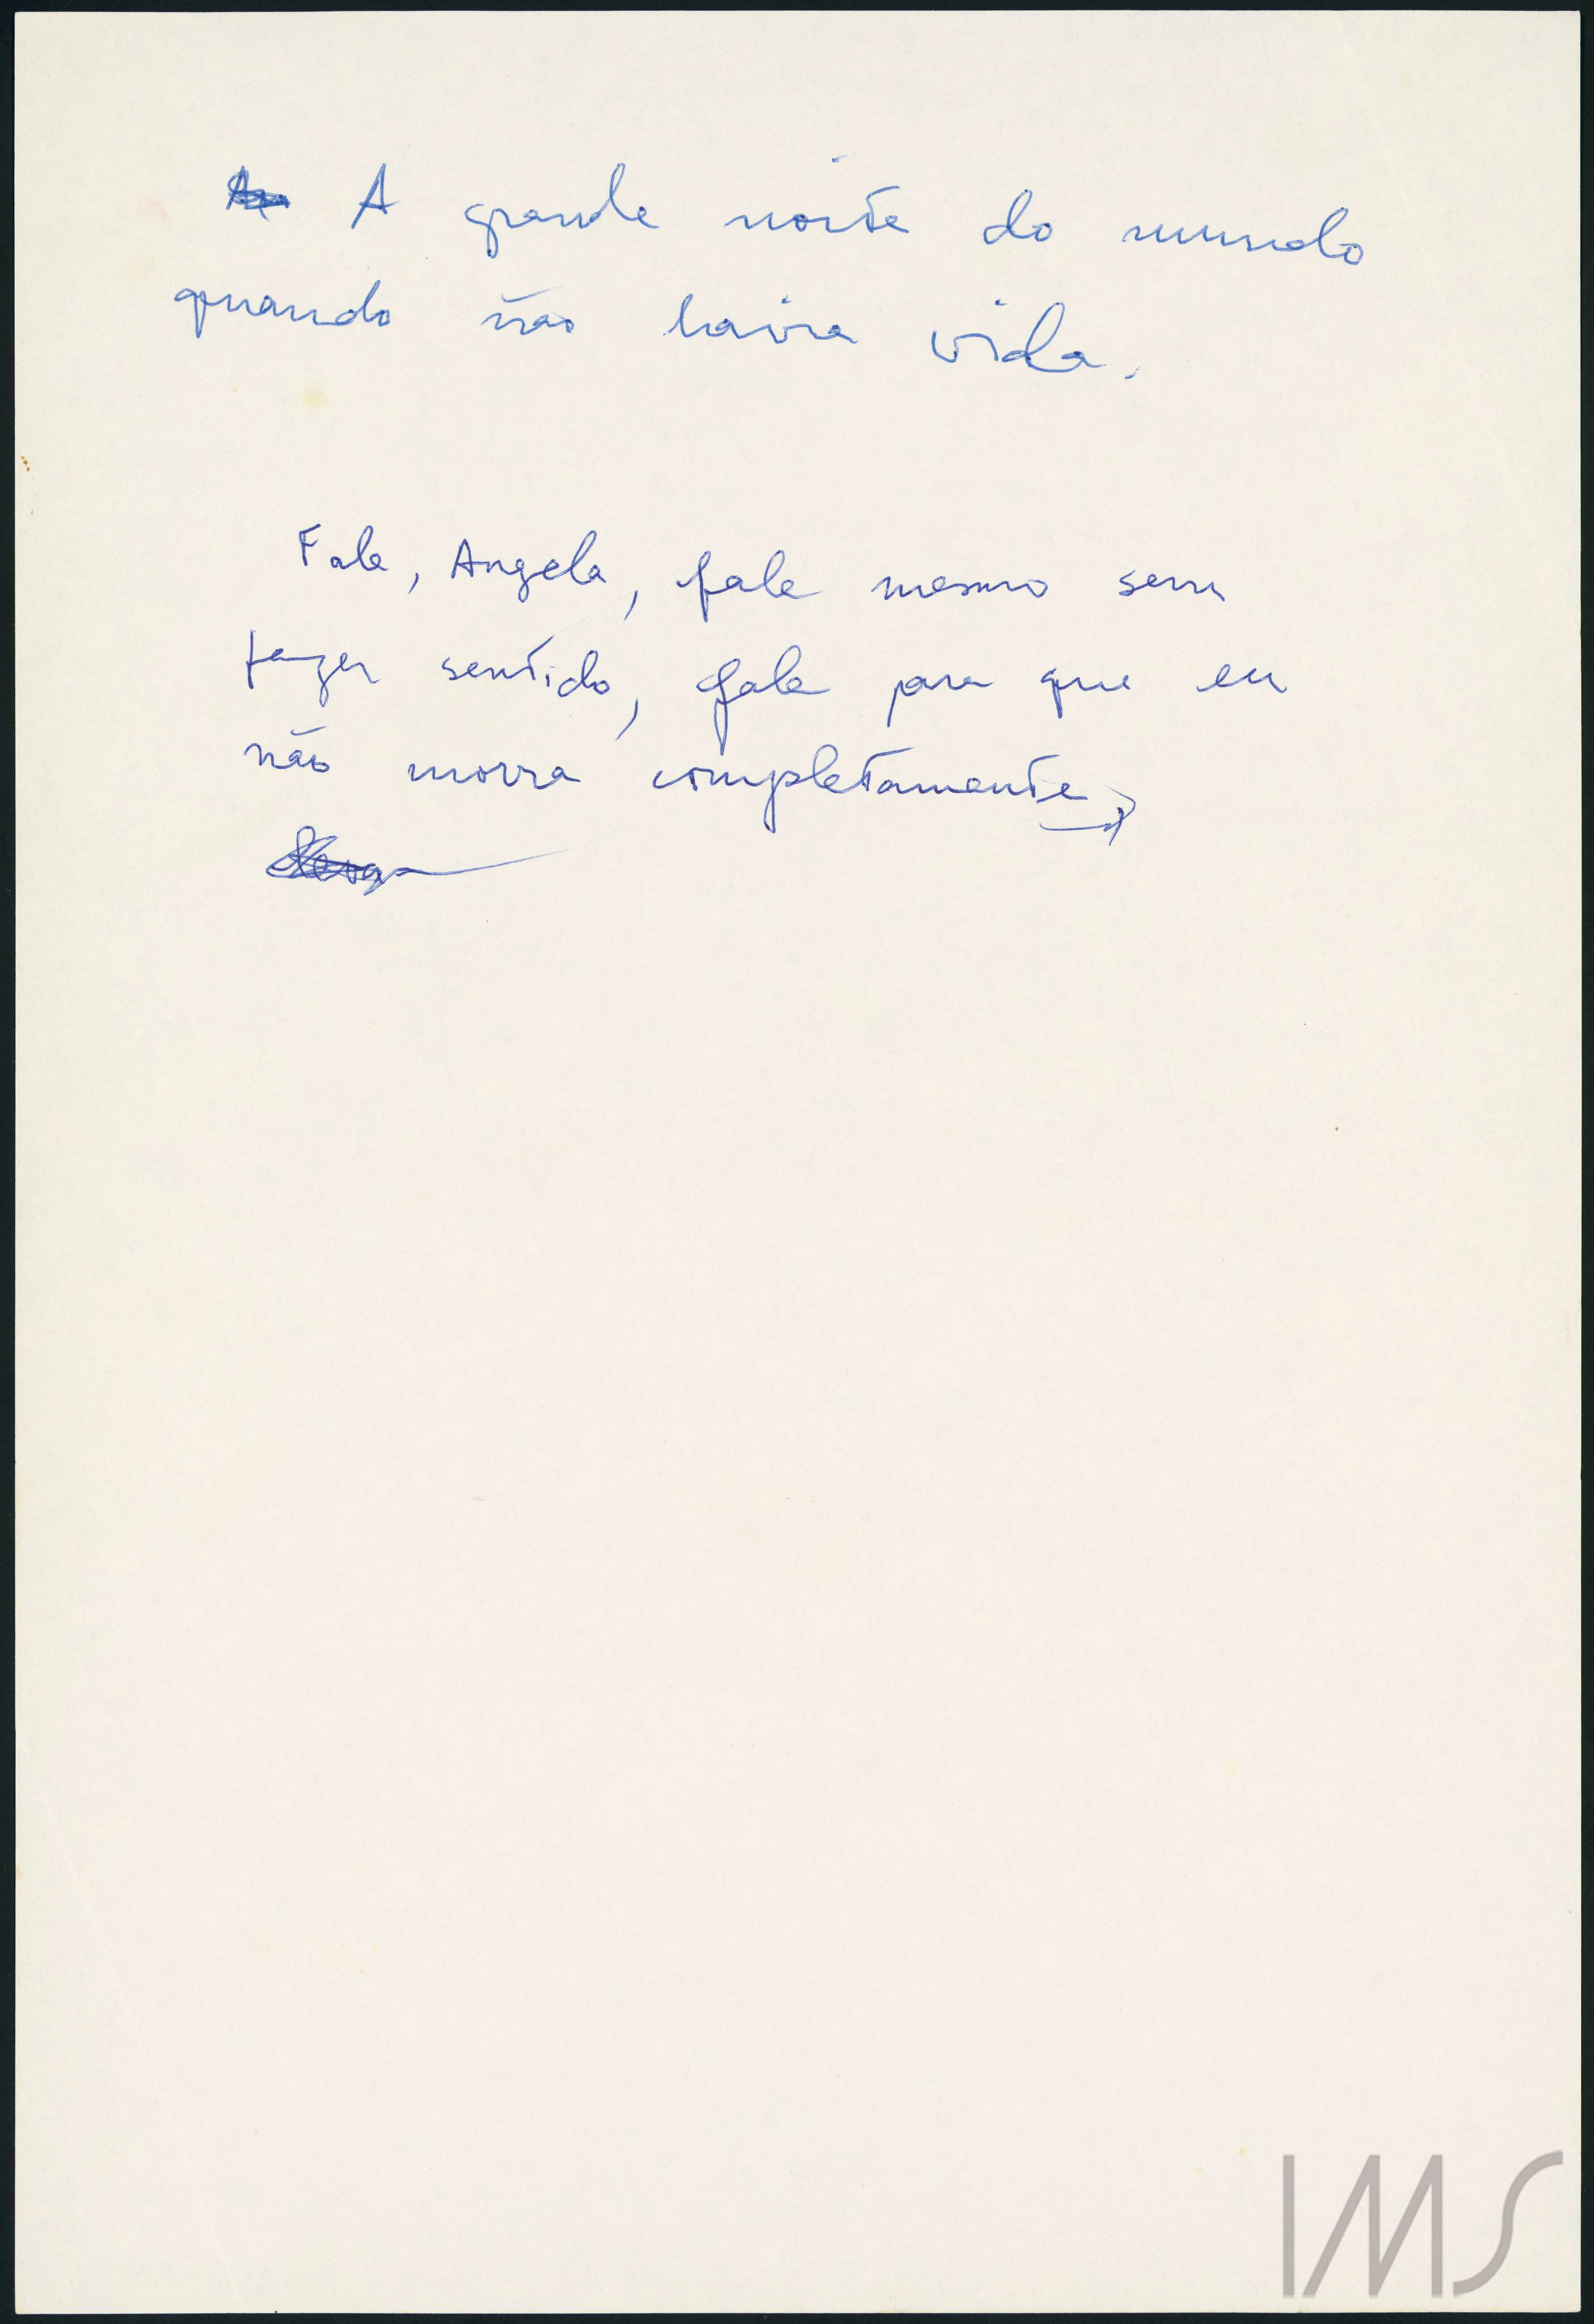 A grande noite do mundo
quando não havia vida.
Fale, Angela, fale mesmo sem
fazer sentido, fale para que eu
não morra completamente
IMS